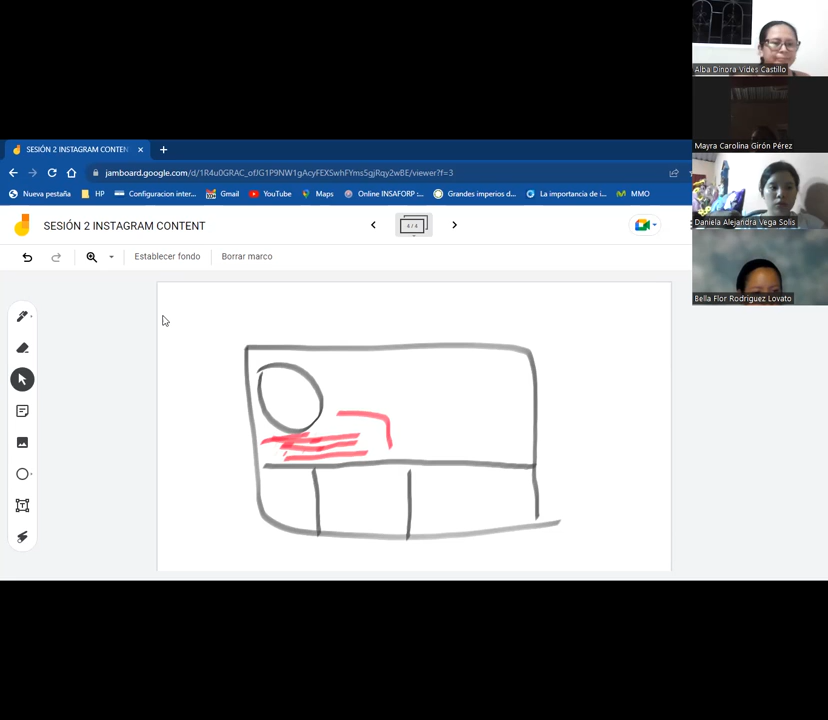 Alba Dinora Vides Castillo
Mayra Carolina Girón Pérez
Daniela Alejandra Vega Solis
Bella Flor Rodriguez Lovato
SESIÓN 2 INSTAGRAM CONTEN
jamboard.google.com/d/1R4u0GRAC_ofJG1P9NW1gAcyFEXSwhFYmsSgjRqy2wBE/viewer?f=3
Nueva pestaña
HP
Configuracion inter...
Gmail
YouTube
Maps
Online INSAFORP :...
Grandes imperios d...
La importancia de i...
MMO
SESIÓN 2 INSTAGRAM CONTENT
4 / 4
Establecer fondo
Borrar marco